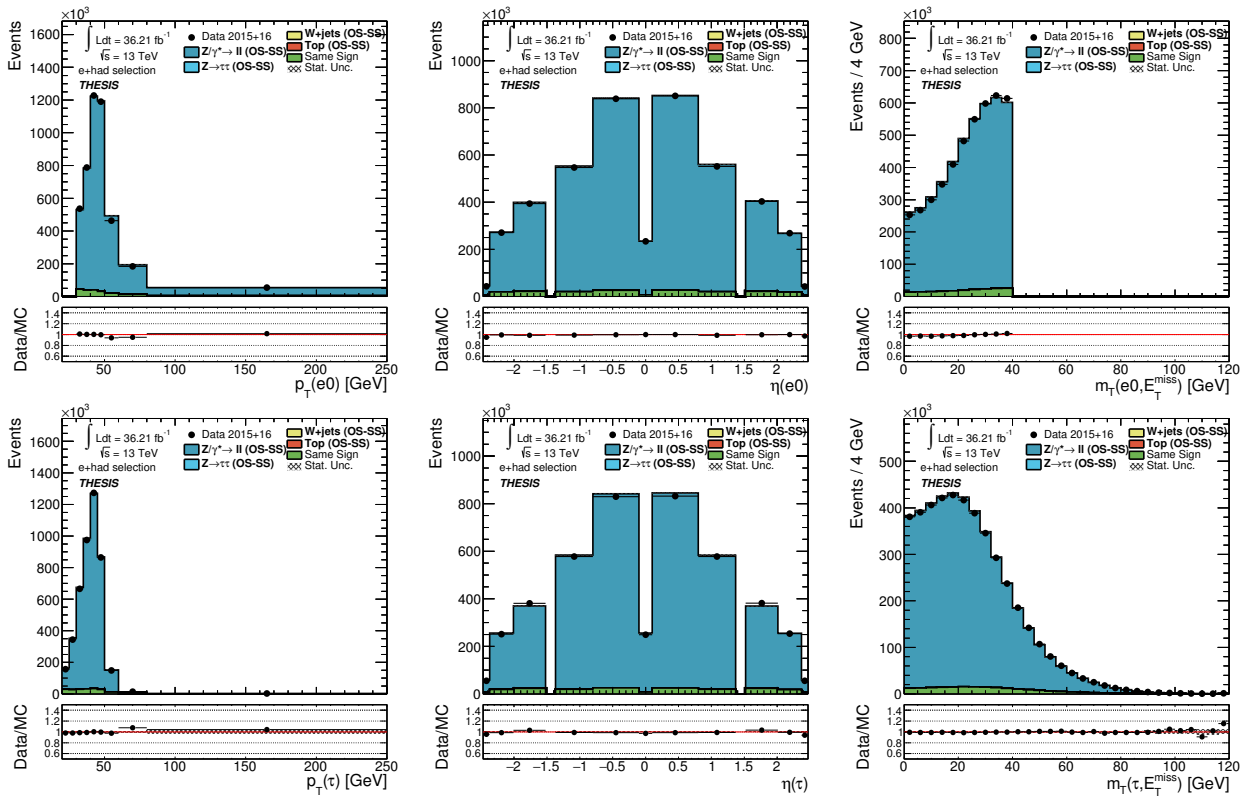 ×10³
Events
1600
1400
1200
1000
800
600
400
200
0
∫ Ldt = 36.21 fb⁻¹
√s = 13 TeV
e+had selection
THESIS
Data 2015+16
Z/γ*→ ll (OS-SS)
Z→ττ (OS-SS)
W+jets (OS-SS)
Top (OS-SS)
Same Sign
Stat. Unc.
Data/MC
1.4
1.2
1
0.8
0.6
50 100 150 200 250
p_T(e0) [GeV]
×10³
Events
1200
1000
800
600
400
200
0
∫ Ldt = 36.21 fb⁻¹
√s = 13 TeV
e+had selection
THESIS
Data 2015+16
Z/γ*→ ll (OS-SS)
Z→ττ (OS-SS)
W+jets (OS-SS)
Top (OS-SS)
Same Sign
Stat. Unc.
Data/MC
1.4
1.2
1
0.8
0.6
−2 −1.5 −1 −0.5 0 0.5 1 1.5 2
η(e0)
×10³
Events / 4 GeV
800
700
600
500
400
300
200
100
0
∫ Ldt = 36.21 fb⁻¹
√s = 13 TeV
e+had selection
THESIS
Data 2015+16
Z/γ*→ ll (OS-SS)
Z→ττ (OS-SS)
W+jets (OS-SS)
Top (OS-SS)
Same Sign
Stat. Unc.
Data/MC
1.4
1.2
1
0.8
0.6
0 20 40 60 80 100 120
m_T(e0,E_T^miss) [GeV]
×10³
Events
1600
1400
1200
1000
800
600
400
200
0
∫ Ldt = 36.21 fb⁻¹
√s = 13 TeV
e+had selection
THESIS
Data 2015+16
Z/γ*→ ll (OS-SS)
Z→ττ (OS-SS)
W+jets (OS-SS)
Top (OS-SS)
Same Sign
Stat. Unc.
Data/MC
1.4
1.2
1
0.8
0.6
50 100 150 200 250
p_T(τ) [GeV]
×10³
Events
1000
800
600
400
200
0
∫ Ldt = 36.21 fb⁻¹
√s = 13 TeV
e+had selection
THESIS
Data 2015+16
Z/γ*→ ll (OS-SS)
Z→ττ (OS-SS)
W+jets (OS-SS)
Top (OS-SS)
Same Sign
Stat. Unc.
Data/MC
1.4
1.2
1
0.8
0.6
−2 −1.5 −1 −0.5 0 0.5 1 1.5 2
η(τ)
×10³
Events / 4 GeV
500
400
300
200
100
0
∫ Ldt = 36.21 fb⁻¹
√s = 13 TeV
e+had selection
THESIS
Data 2015+16
Z/γ*→ ll (OS-SS)
Z→ττ (OS-SS)
W+jets (OS-SS)
Top (OS-SS)
Same Sign
Stat. Unc.
Data/MC
1.4
1.2
1
0.8
0.6
0 20 40 60 80 100 120
m_T(τ,E_T^miss) [GeV]